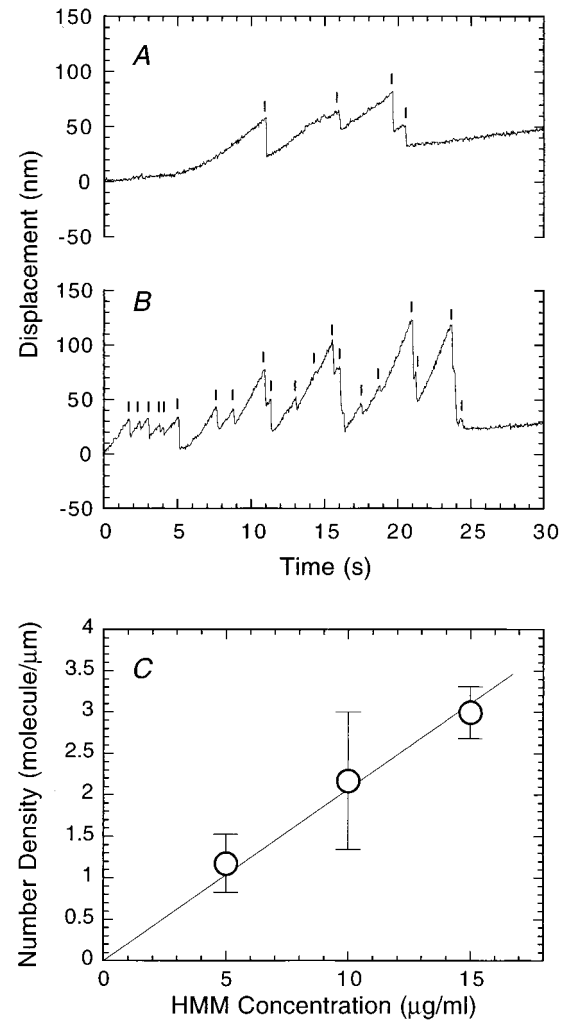 150
A
100
50
0
-50
Displacement (nm)
150
B
100
50
0
-50
0 5 10 15 20 25 30
Time (s)
4
C
3.5
3
2.5
2
1.5
1
0.5
0
Number Density (molecule/μm)
0 5 10 15
HMM Concentration (μg/ml)